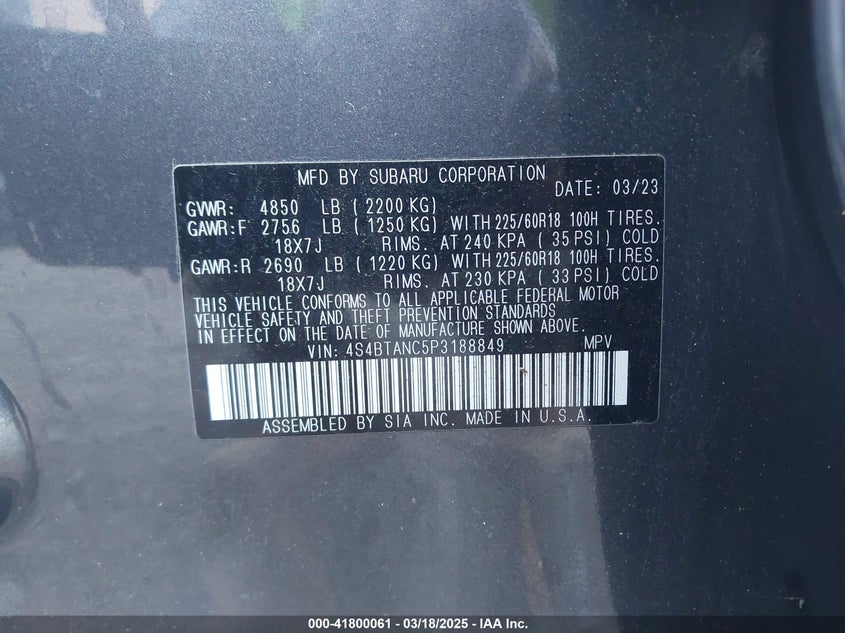 MFD BY SUBARU CORPORATION
DATE: 03/23
GVWR: 4850 LB ( 2200 KG)
GAWR:F 2756 LB ( 1250 KG) WITH 225/60R18 100H TIRES.
18X7J RIMS. AT 240 KPA ( 35 PSI) COLD
GAWR:R 2690 LB ( 1220 KG) WITH 225/60R18 100H TIRES.
18X7J RIMS. AT 230 KPA ( 33 PSI) COLD
THIS VEHICLE CONFORMS TO ALL APPLICABLE FEDERAL MOTOR
VEHICLE SAFETY AND THEFT PREVENTION STANDARDS
IN EFFECT ON THE DATE OF MANUFACTURE SHOWN ABOVE.
VIN: 4S4BTANC5P3188849 MPV
ASSEMBLED BY SIA INC. MADE IN U.S.A.
000-41800061 - 03/18/2025 - IAA Inc.